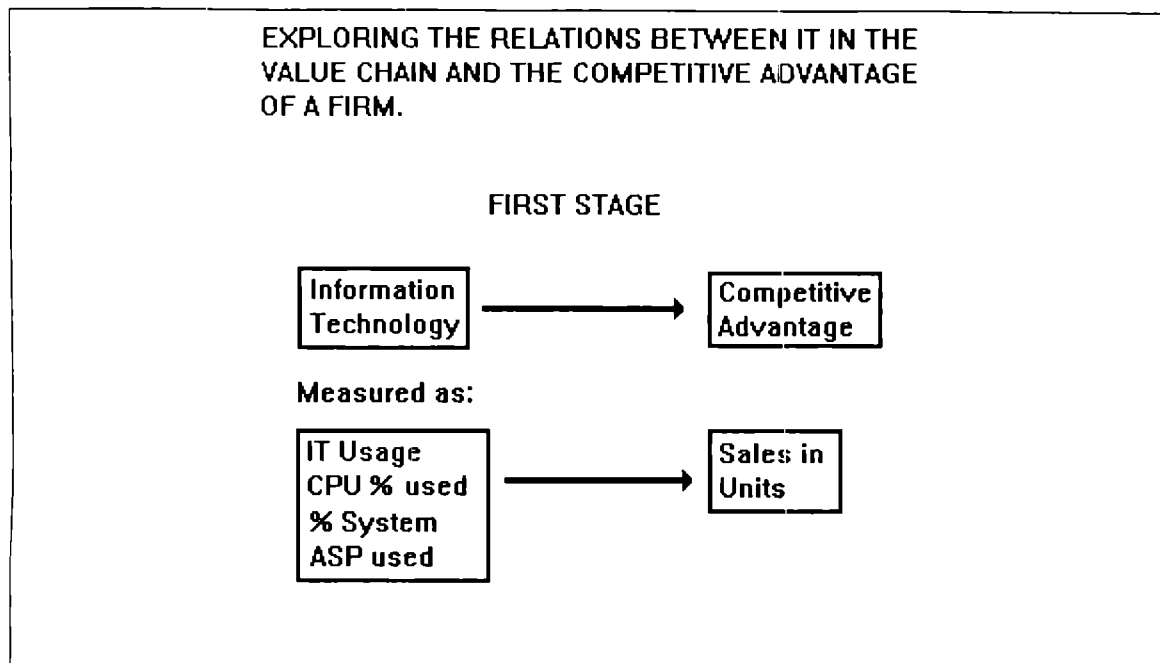 EXPLORING THE RELATIONS BETWEEN IT IN THE
VALUE CHAIN AND THE COMPETITIVE ADVANTAGE
OF A FIRM.
FIRST STAGE
Information
Technology
Competitive
Advantage
Measured as:
IT Usage
CPU % used
% System
ASP used
Sales in
Units